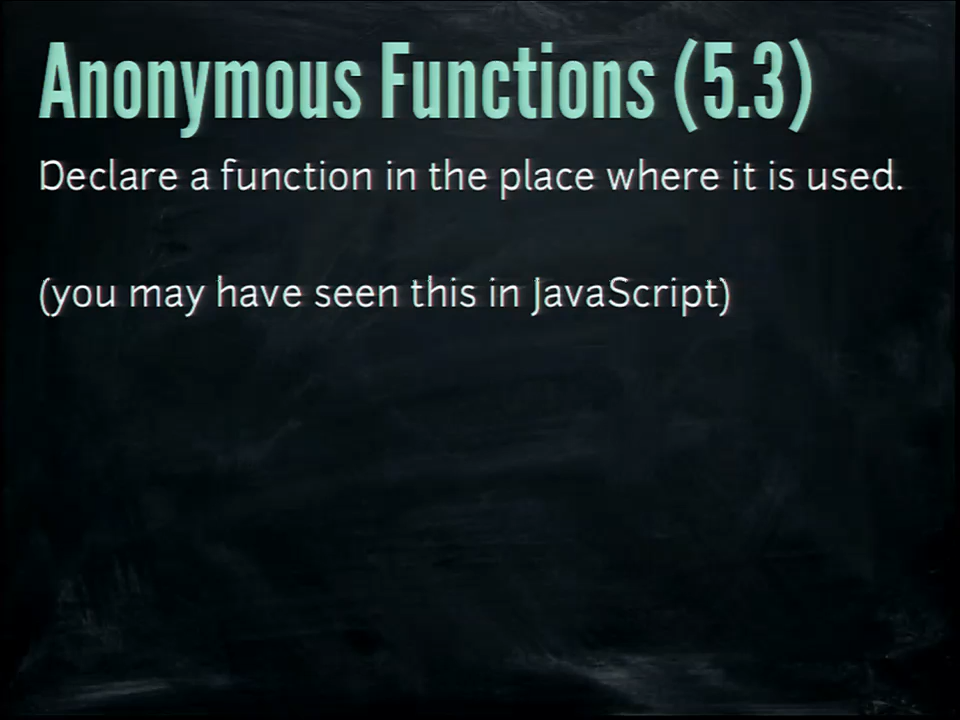 Anonymous Functions (5.3)
Declare a function in the place where it is used.
(you may have seen this in JavaScript)